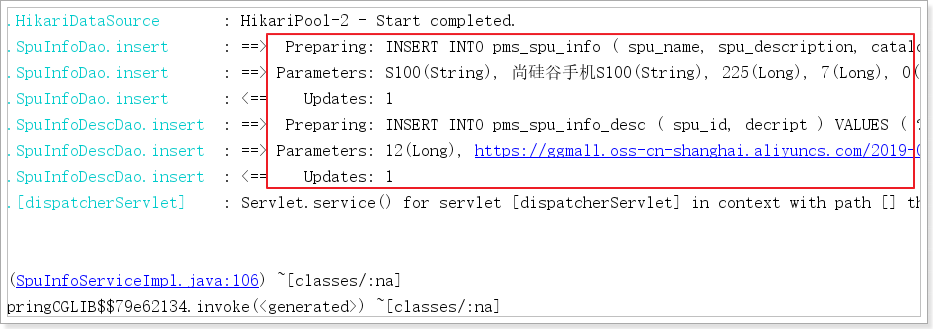 .HikariDataSource : HikariPool-2 - Start completed.
.SpuInfoDao.insert : ==> Preparing: INSERT INTO pms_spu_info ( spu_name, spu_description, catalo
.SpuInfoDao.insert : ==> Parameters: S100(String), 尚硅谷手机S100(String), 225(Long), 7(Long), 0(
.SpuInfoDao.insert : <== Updates: 1
.SpuInfoDescDao.insert : ==> Preparing: INSERT INTO pms_spu_info_desc ( spu_id, decript ) VALUES ( ?
.SpuInfoDescDao.insert : ==> Parameters: 12(Long), https://ggmall.oss-cn-shanghai.aliyuncs.com/2019-0
.SpuInfoDescDao.insert : <== Updates: 1
.[dispatcherServlet] : Servlet.service() for servlet [dispatcherServlet] in context with path [] th
(SpuInfoServiceImpl.java:106) ~[classes/:na]
pringCGLIB$$79e62134.invoke(<generated>) ~[classes/:na]